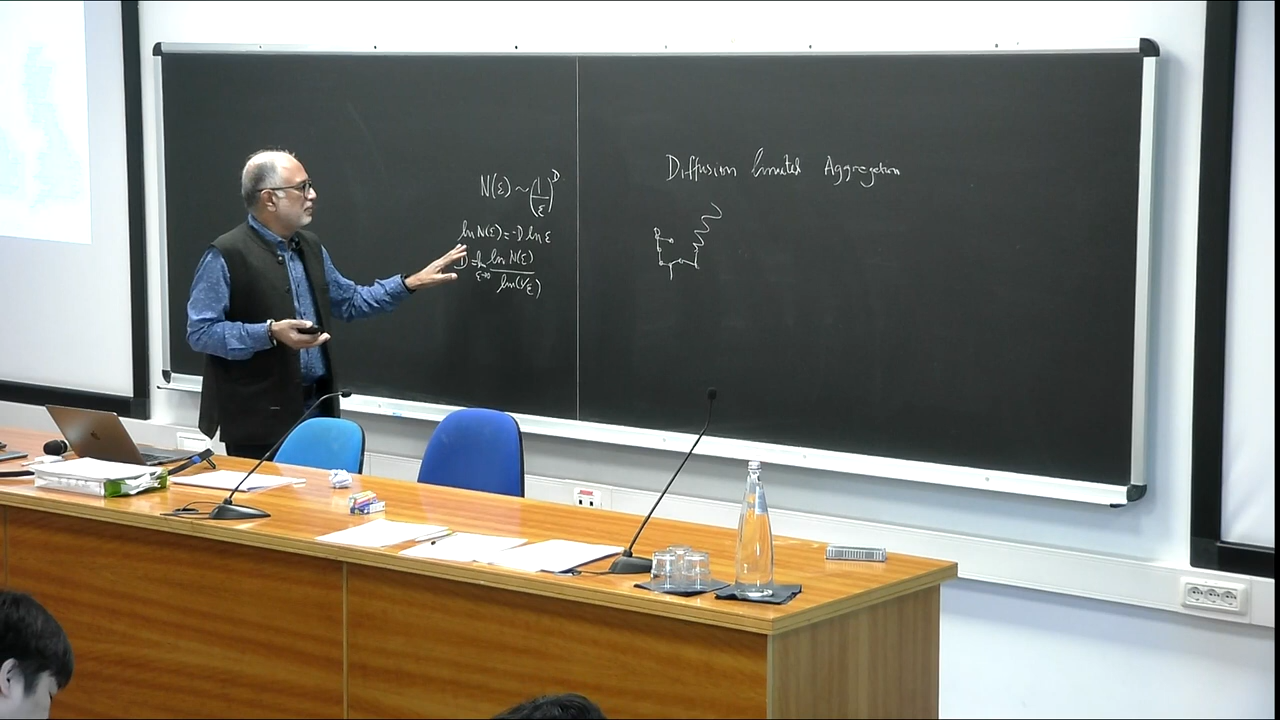 N(ε) ~ (1/ε)^D
ln N(ε) = -D ln ε
D = lim ε→0 ln N(ε) / ln(1/ε)
Diffusion limited Aggregation